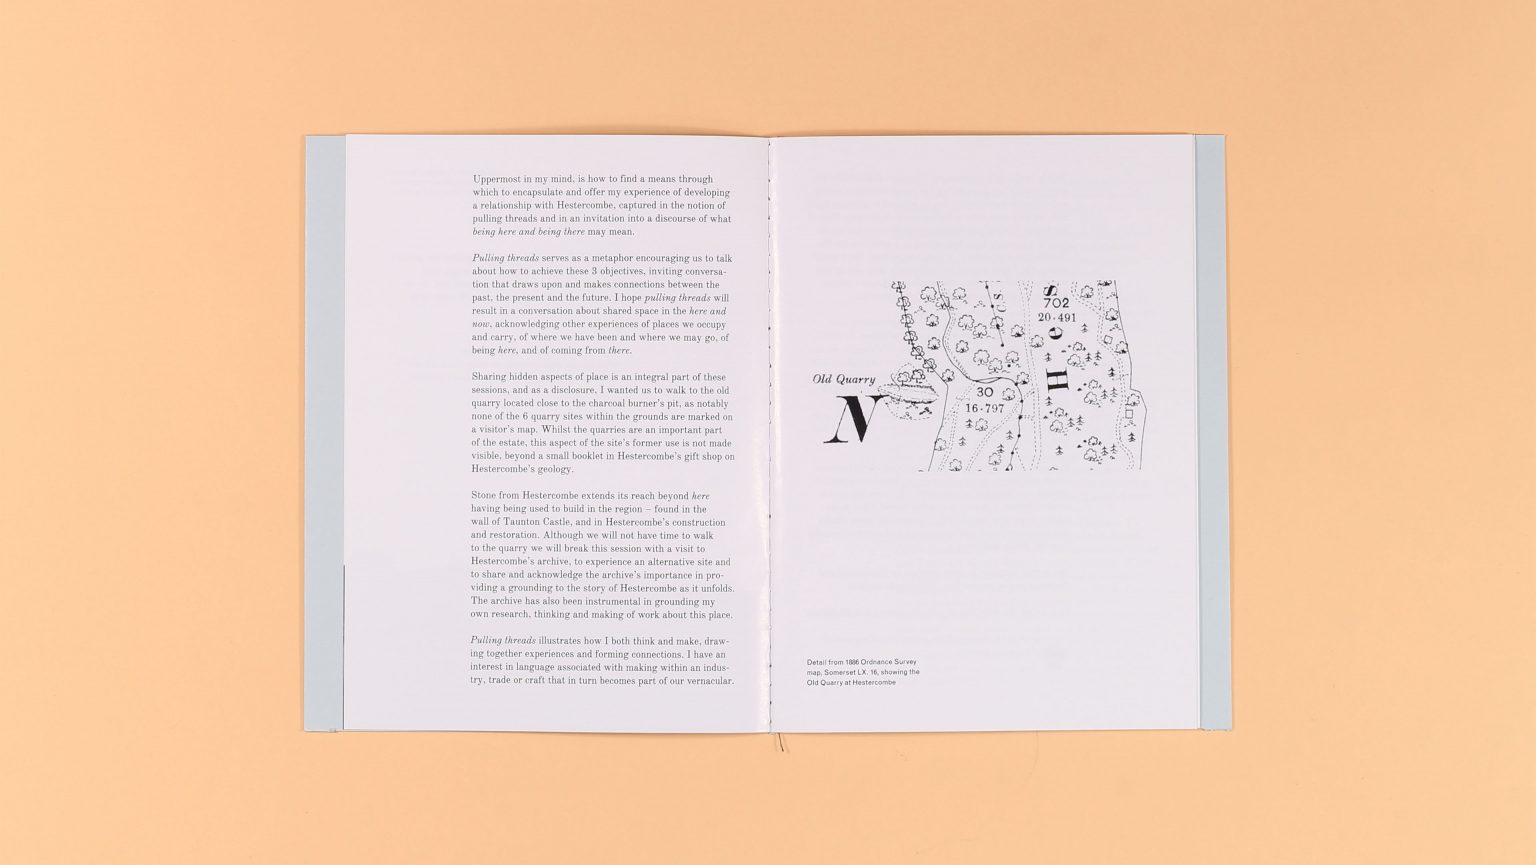 Uppermost in my mind, is how to find a means through
which to encapsulate and offer my experience of developing
a relationship with Hestercombe, captured in the notion of
pulling threads and in an invitation into a discourse of what
being here and being there may mean.
Pulling threads serves as a metaphor encouraging us to talk
about how to achieve these 3 objectives, inviting conversa-
tion that draws upon and makes connections between the
past, the present and the future. I hope pulling threads will
result in a conversation about shared space in the here and
now, acknowledging other experiences of places we occupy
and carry, of where we have been and where we may go, of
being here, and of coming from there.
Sharing hidden aspects of place is an integral part of these
sessions, and as a disclosure, I wanted us to walk to the old
quarry located close to the charcoal burner's pit, as notably
none of the 6 quarry sites within the grounds are marked on
a visitor's map. Whilst the quarries are an important part
of the estate, this aspect of the site's former use is not made
visible, beyond a small booklet in Hestercombe's gift shop on
Hestercombe's geology.
Stone from Hestercombe extends its reach beyond here
having being used to build in the region – found in the
wall of Taunton Castle, and in Hestercombe's construction
and restoration. Although we will not have time to walk
to the quarry we will break this session with a visit to
Hestercombe's archive, to experience an alternative site and
to share and acknowledge the archive's importance in pro-
viding a grounding to the story of Hestercombe as it unfolds.
The archive has also been instrumental in grounding my
own research, thinking and making of work about this place.
Pulling threads illustrates how I both think and make, draw-
ing together experiences and forming connections. I have an
interest in language associated with making within an indus-
try, trade or craft that in turn becomes part of our vernacular.
S
702
20·491
o
H
Old Quarry
N
30
16·797
Detail from 1886 Ordnance Survey
map, Somerset LX. 16, showing the
Old Quarry at Hestercombe